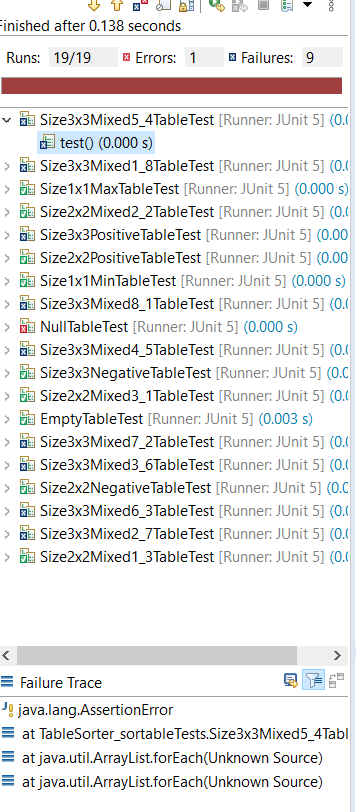 Finished after 0.138 seconds
Runs: 19/19 Errors: 1 Failures: 9
Size3x3Mixed5_4TableTest [Runner: JUnit 5] (0.0
test() (0.000 s)
Size3x3Mixed1_8TableTest [Runner: JUnit 5] (0.0
Size1x1MaxTableTest [Runner: JUnit 5] (0.000 s)
Size2x2Mixed2_2TableTest [Runner: JUnit 5] (0.0
Size3x3PositiveTableTest [Runner: JUnit 5] (0.00
Size2x2PositiveTableTest [Runner: JUnit 5] (0.00
Size1x1MinTableTest [Runner: JUnit 5] (0.000 s)
Size3x3Mixed8_1TableTest [Runner: JUnit 5] (0.0
NullTableTest [Runner: JUnit 5] (0.000 s)
Size3x3Mixed4_5TableTest [Runner: JUnit 5] (0.0
Size3x3NegativeTableTest [Runner: JUnit 5] (0.0
Size2x2Mixed3_1TableTest [Runner: JUnit 5] (0.0
EmptyTableTest [Runner: JUnit 5] (0.003 s)
Size3x3Mixed7_2TableTest [Runner: JUnit 5] (0.0
Size3x3Mixed3_6TableTest [Runner: JUnit 5] (0.0
Size2x2NegativeTableTest [Runner: JUnit 5] (0.0
Size3x3Mixed6_3TableTest [Runner: JUnit 5] (0.0
Size3x3Mixed2_7TableTest [Runner: JUnit 5] (0.0
Size2x2Mixed1_3TableTest [Runner: JUnit 5] (0.0
Failure Trace
java.lang.AssertionError
at TableSorter_sortableTests.Size3x3Mixed5_4Tabl
at java.util.ArrayList.forEach(Unknown Source)
at java.util.ArrayList.forEach(Unknown Source)